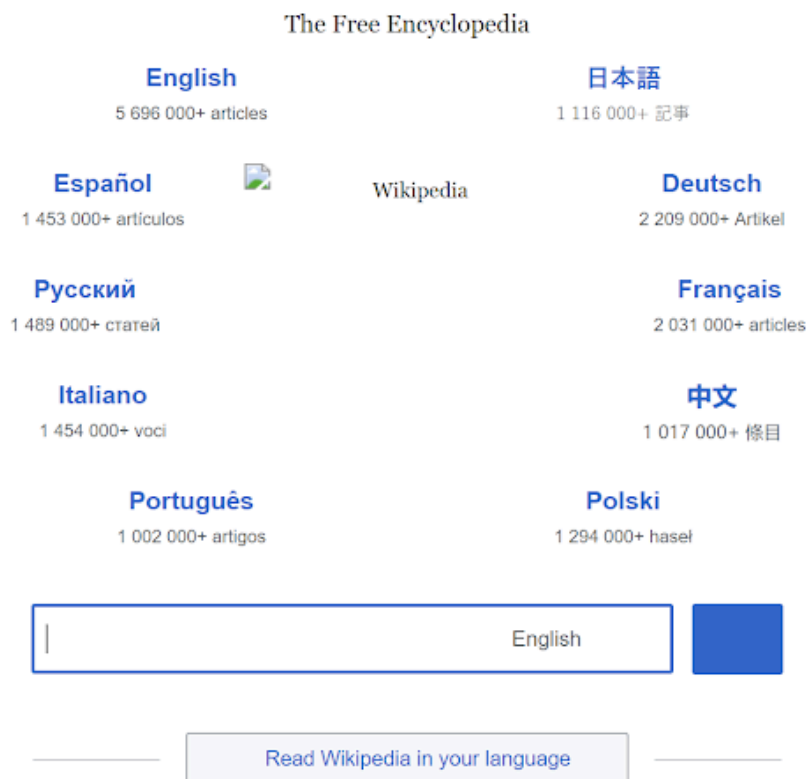 The Free Encyclopedia
English 日本語
5 696 000+ articles 1 116 000+ 記事
Español Wikipedia Deutsch
1 453 000+ artículos 2 209 000+ Artikel
Русский Français
1 489 000+ статей 2 031 000+ articles
Italiano 中文
1 454 000+ voci 1 017 000+ 條目
Português Polski
1 002 000+ artigos 1 294 000+ haseł
English
Read Wikipedia in your language